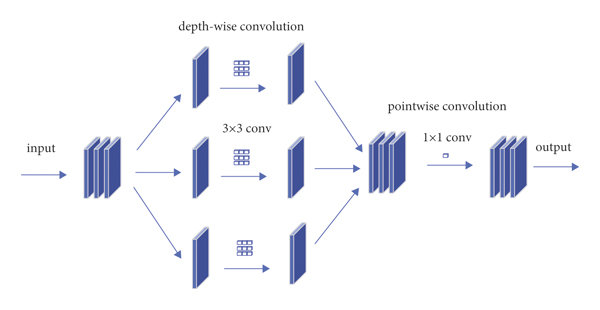 depth-wise convolution
3×3 conv
input
pointwise convolution
1×1 conv
output